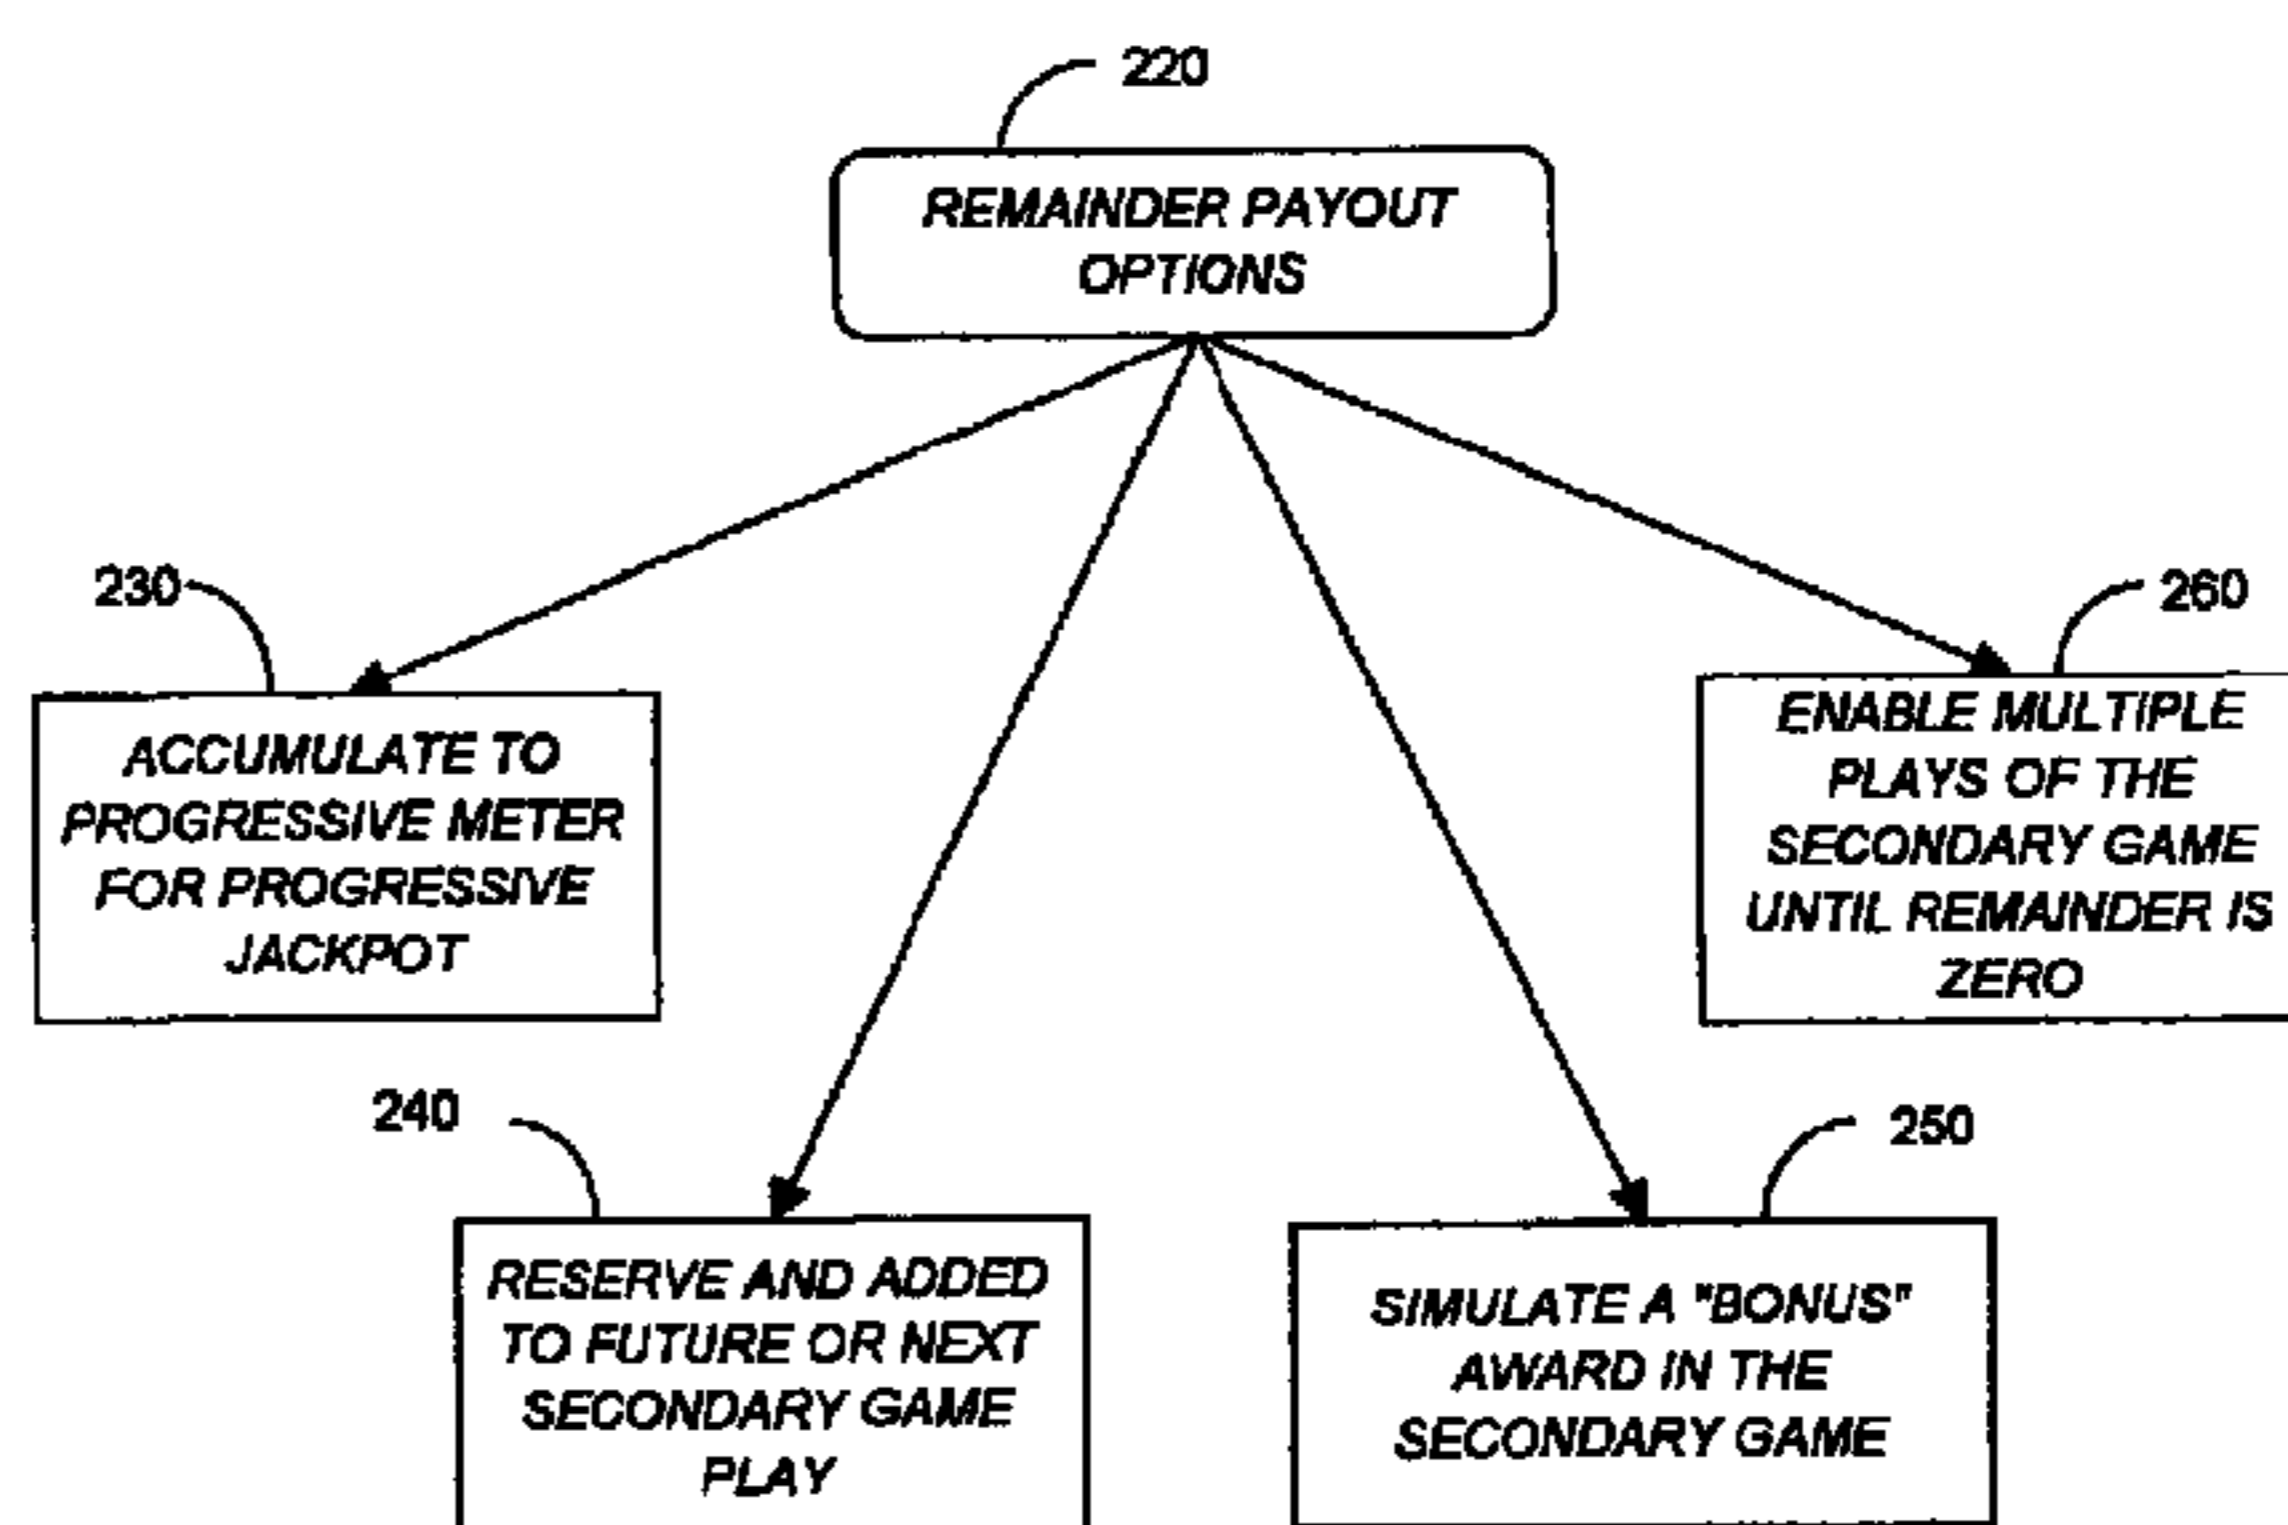 220
REMAINDER PAYOUT
OPTIONS
230
ACCUMULATE TO
PROGRESSIVE METER
FOR PROGRESSIVE
JACKPOT
260
ENABLE MULTIPLE
PLAYS OF THE
SECONDARY GAME
UNTIL REMAINDER IS
ZERO
240
RESERVE AND ADDED
TO FUTURE OR NEXT
SECONDARY GAME
PLAY
250
SIMULATE A "BONUS"
AWARD IN THE
SECONDARY GAME